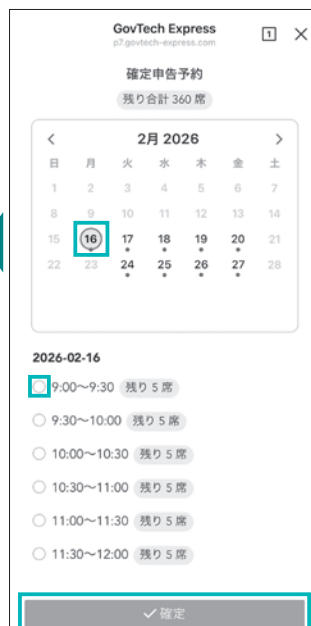 GovTech Express
p7.govtech-express.com
1
確定申告予約
残り合計 360 席
2月 2026
日 月 火 水 木 金 土
1 2 3 4 5 6 7
8 9 10 11 12 13 14
15 16 17 18 19 20 21
22 23 24 25 26 27 28
2026-02-16
9:00〜9:30 残り 5 席
9:30〜10:00 残り 5 席
10:00〜10:30 残り 5 席
10:30〜11:00 残り 5 席
11:00〜11:30 残り 5 席
11:30〜12:00 残り 5 席
確定